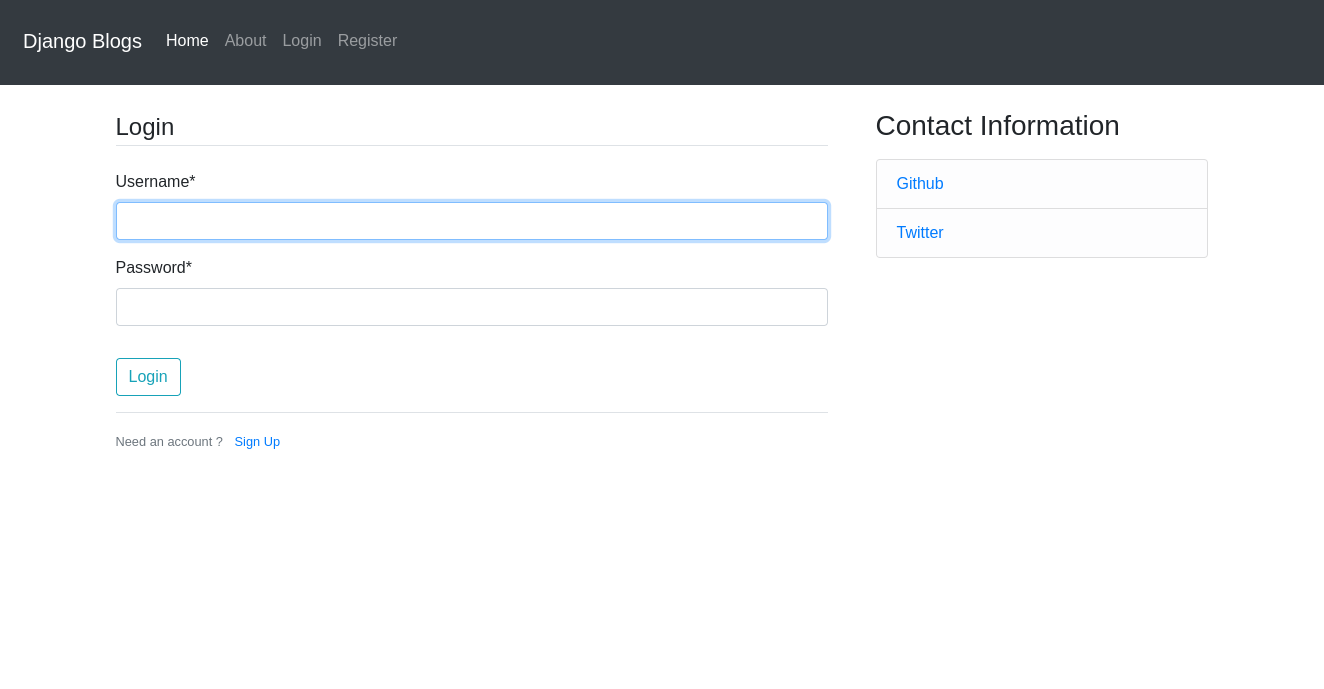 Django Blogs Home About Login Register
Login
Username*
Password*
Login
Need an account ? Sign Up
Contact Information
Github
Twitter